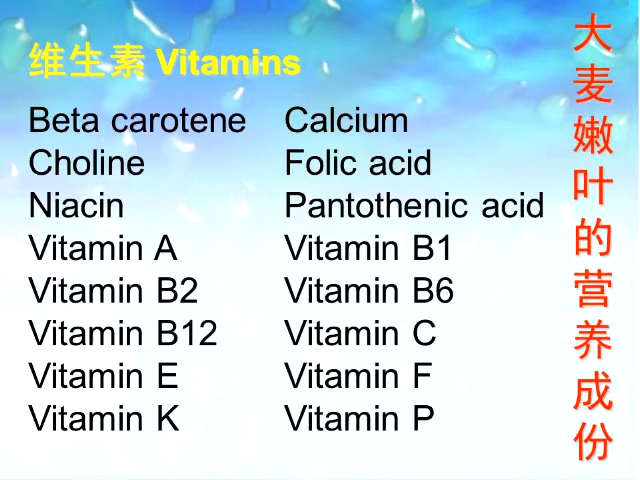 维生素 Vitamins
Beta carotene Calcium
Choline Folic acid
Niacin Pantothenic acid
Vitamin A Vitamin B1
Vitamin B2 Vitamin B6
Vitamin B12 Vitamin C
Vitamin E Vitamin F
Vitamin K Vitamin P
大麦嫩叶的营养成份